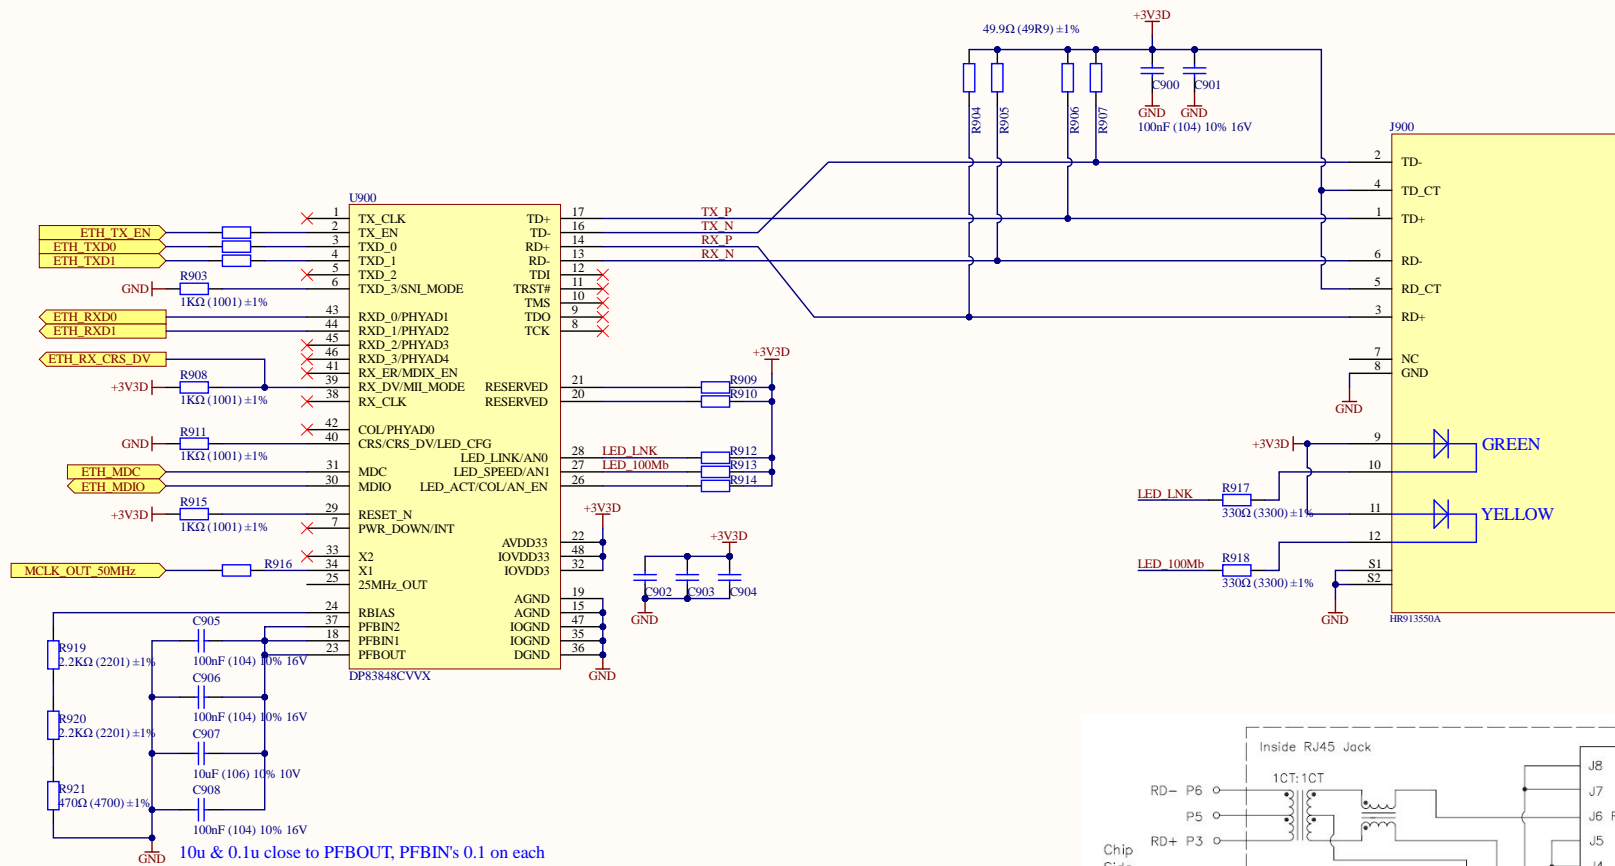 +3V3D
49.9Ω (49R9) ±1%
C900
C901
R904
R905
R906
R907
GND
GND
100nF (104) 10% 16V
J900
2
TD-
4
TD_CT
1
TD+
6
RD-
5
RD_CT
3
RD+
7
NC
8
GND
GND
+3V3D
9
GREEN
10
LED_LNK
R917
330Ω (3300) ±1%
11
YELLOW
12
LED_100Mb
R918
330Ω (3300) ±1%
S1
S2
GND
HR913550A
U900
1
TX_CLK
ETH_TX_EN
2
TX_EN
ETH_TXD0
3
TXD_0
ETH_TXD1
4
TXD_1
5
TXD_2
R903
GND
6
TXD_3/SNI_MODE
1KΩ (1001) ±1%
ETH_RXD0
43
RXD_0/PHYAD1
ETH_RXD1
44
RXD_1/PHYAD2
45
RXD_2/PHYAD3
ETH_RX_CRS_DV
46
RXD_3/PHYAD4
41
RX_ER/MDIX_EN
R908
+3V3D
39
RX_DV/MII_MODE
1KΩ (1001) ±1%
38
RX_CLK
42
COL/PHYAD0
R911
GND
40
CRS/CRS_DV/LED_CFG
1KΩ (1001) ±1%
ETH_MDC
31
MDC
ETH_MDIO
30
MDIO
R915
+3V3D
29
RESET_N
1KΩ (1001) ±1%
7
PWR_DOWN/INT
33
X2
MCLK_OUT_50MHz
R916
34
X1
25
25MHz_OUT
24
RBIAS
37
PFBIN2
18
PFBIN1
23
PFBOUT
DP83848CVVX
TD+
17
TX_P
TD-
16
TX_N
RD+
14
RX_P
RD-
13
RX_N
TDI
12
TRST#
11
TMS
10
TDO
9
TCK
8
+3V3D
RESERVED
21
R909
RESERVED
20
R910
LED_LINK/AN0
28
LED_LNK
R912
LED_SPEED/AN1
27
LED_100Mb
R913
LED_ACT/COL/AN_EN
26
R914
+3V3D
AVDD33
22
IOVDD33
48
IOVDD3
32
AGND
19
AGND
15
IOGND
47
IOGND
35
DGND
36
GND
+3V3D
C902
C903
C904
GND
R919
2.2KΩ (2201) ±1%
R920
2.2KΩ (2201) ±1%
R921
470Ω (4700) ±1%
C905
100nF (104) 10% 16V
C906
100nF (104) 10% 16V
C907
10uF (106) 10% 10V
C908
100nF (104) 10% 16V
GND
10u & 0.1u close to PFBOUT, PFBIN's 0.1 on each
Inside RJ45 Jack
1CT:1CT
RD- P6
P5
RD+ P3
Chip
J8
J7
J6
J5